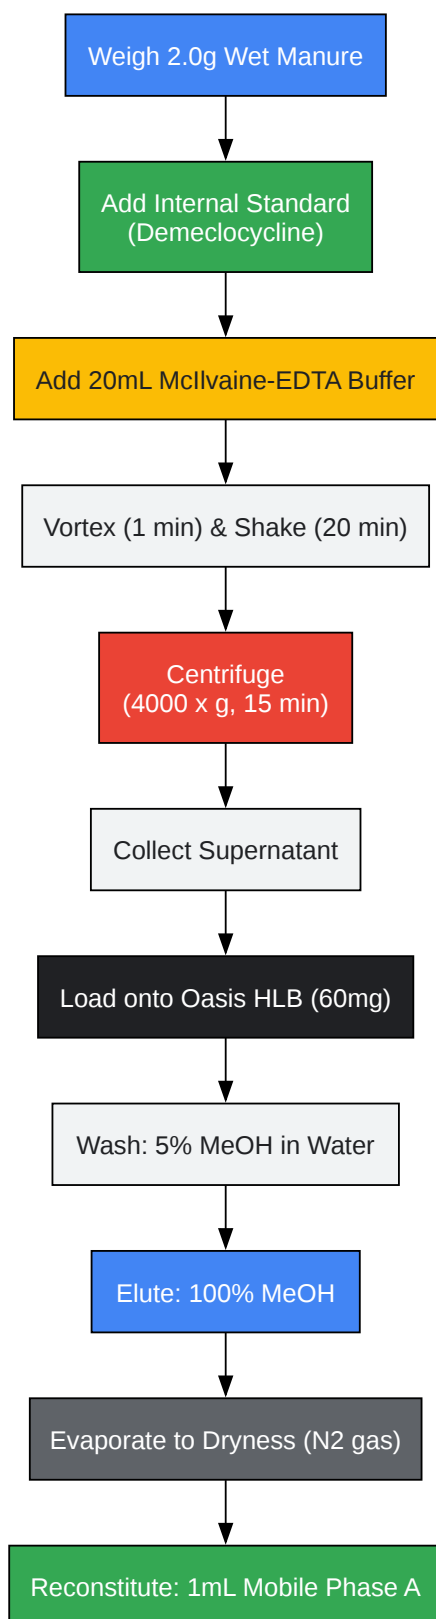 Weigh 2.0g Wet Manure
Add Internal Standard
(Demeclocycline)
Add 20mL McIlvaine-EDTA Buffer
Vortex (1 min) & Shake (20 min)
Centrifuge
(4000 x g, 15 min)
Collect Supernatant
Load onto Oasis HLB (60mg)
Wash: 5% MeOH in Water
Elute: 100% MeOH
Evaporate to Dryness (N2 gas)
Reconstitute: 1mL Mobile Phase A